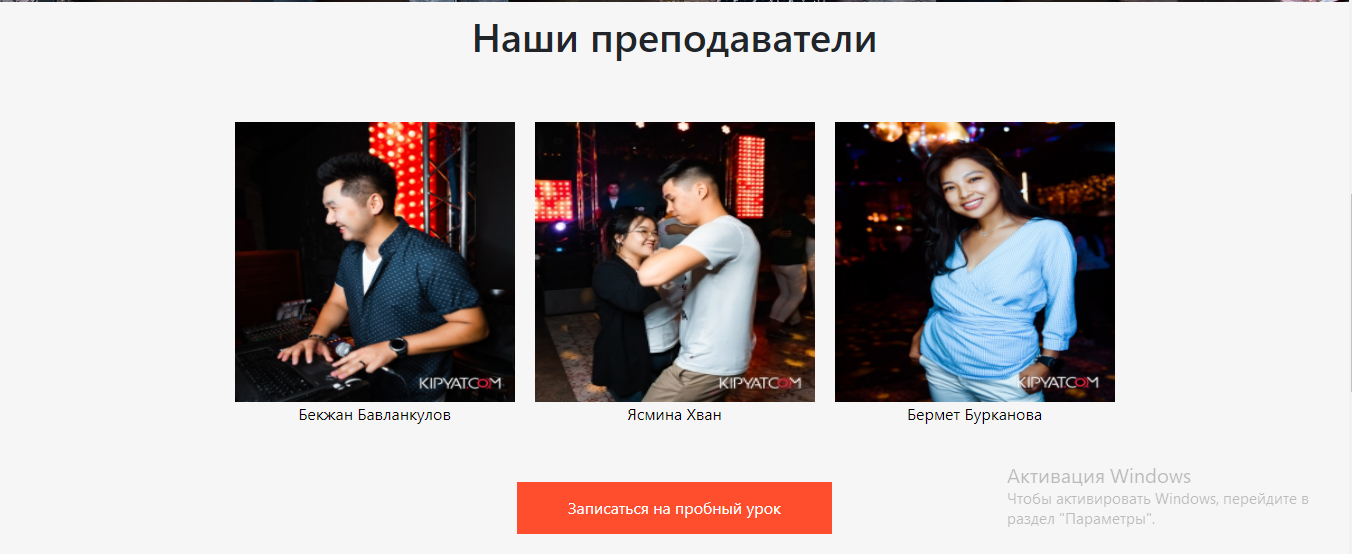 Наши преподаватели
KIPYATCOM
KIPYATCOM
KIPYATCOM
Бекжан Бавланкулов
Ясмина Хван
Бермет Бурканова
Записаться на пробный урок
Активация Windows
Чтобы активировать Windows, перейдите в
раздел "Параметры".